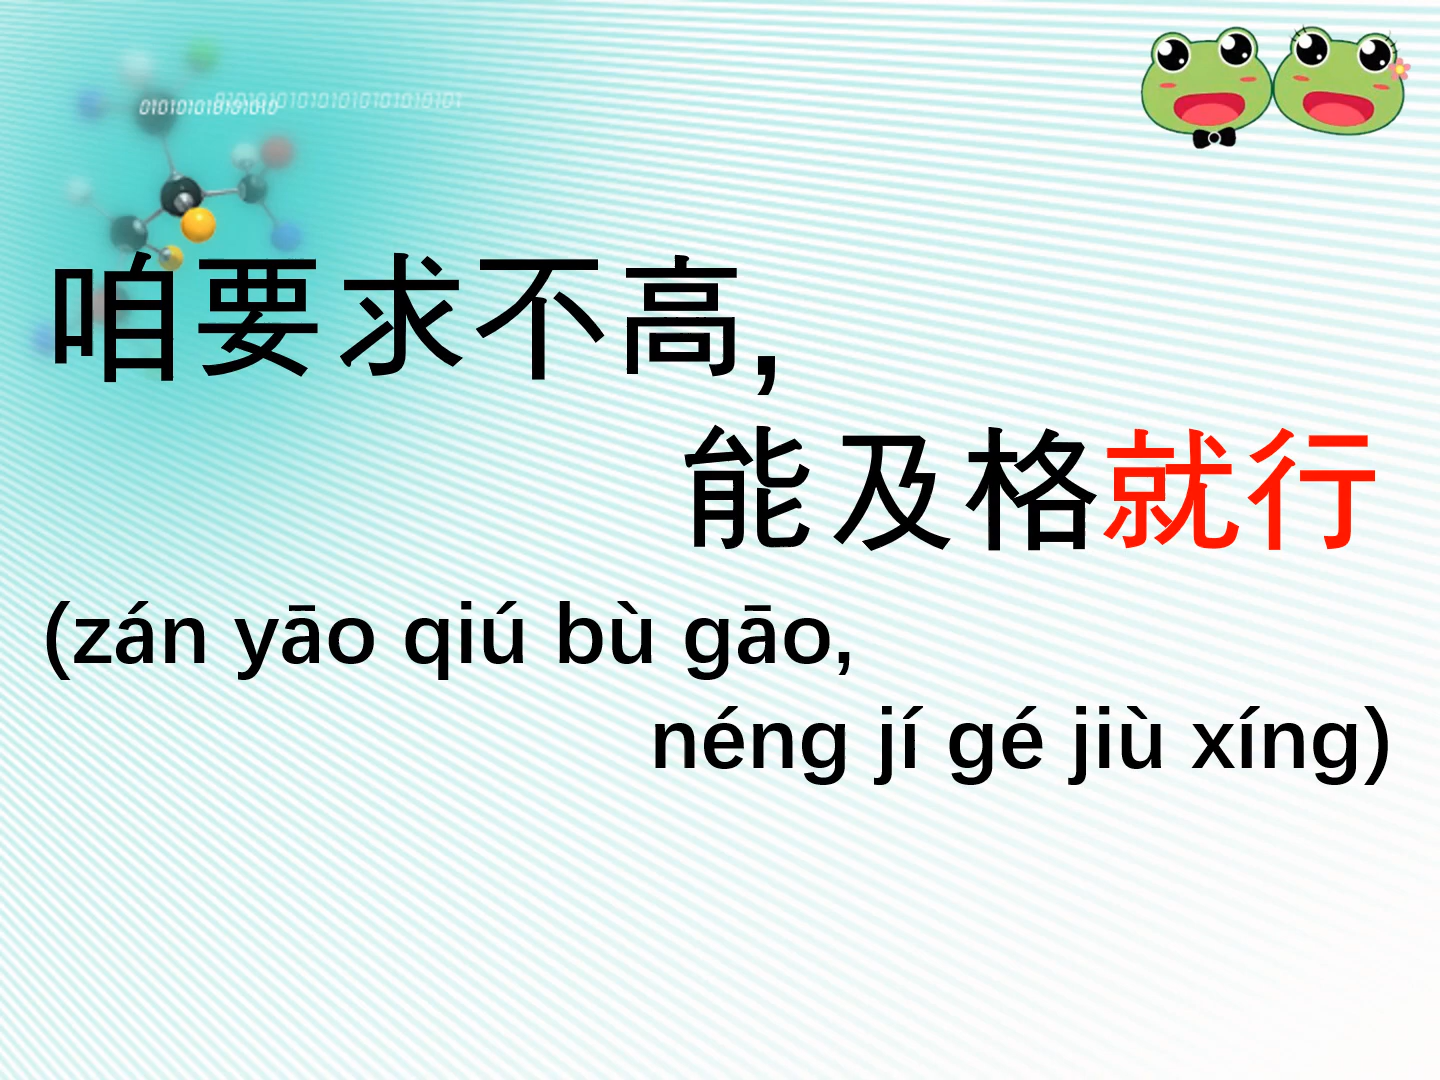 咱要求不高,
能及格就行
(zán yāo qiú bù gāo,
néng jí gé jiù xíng)